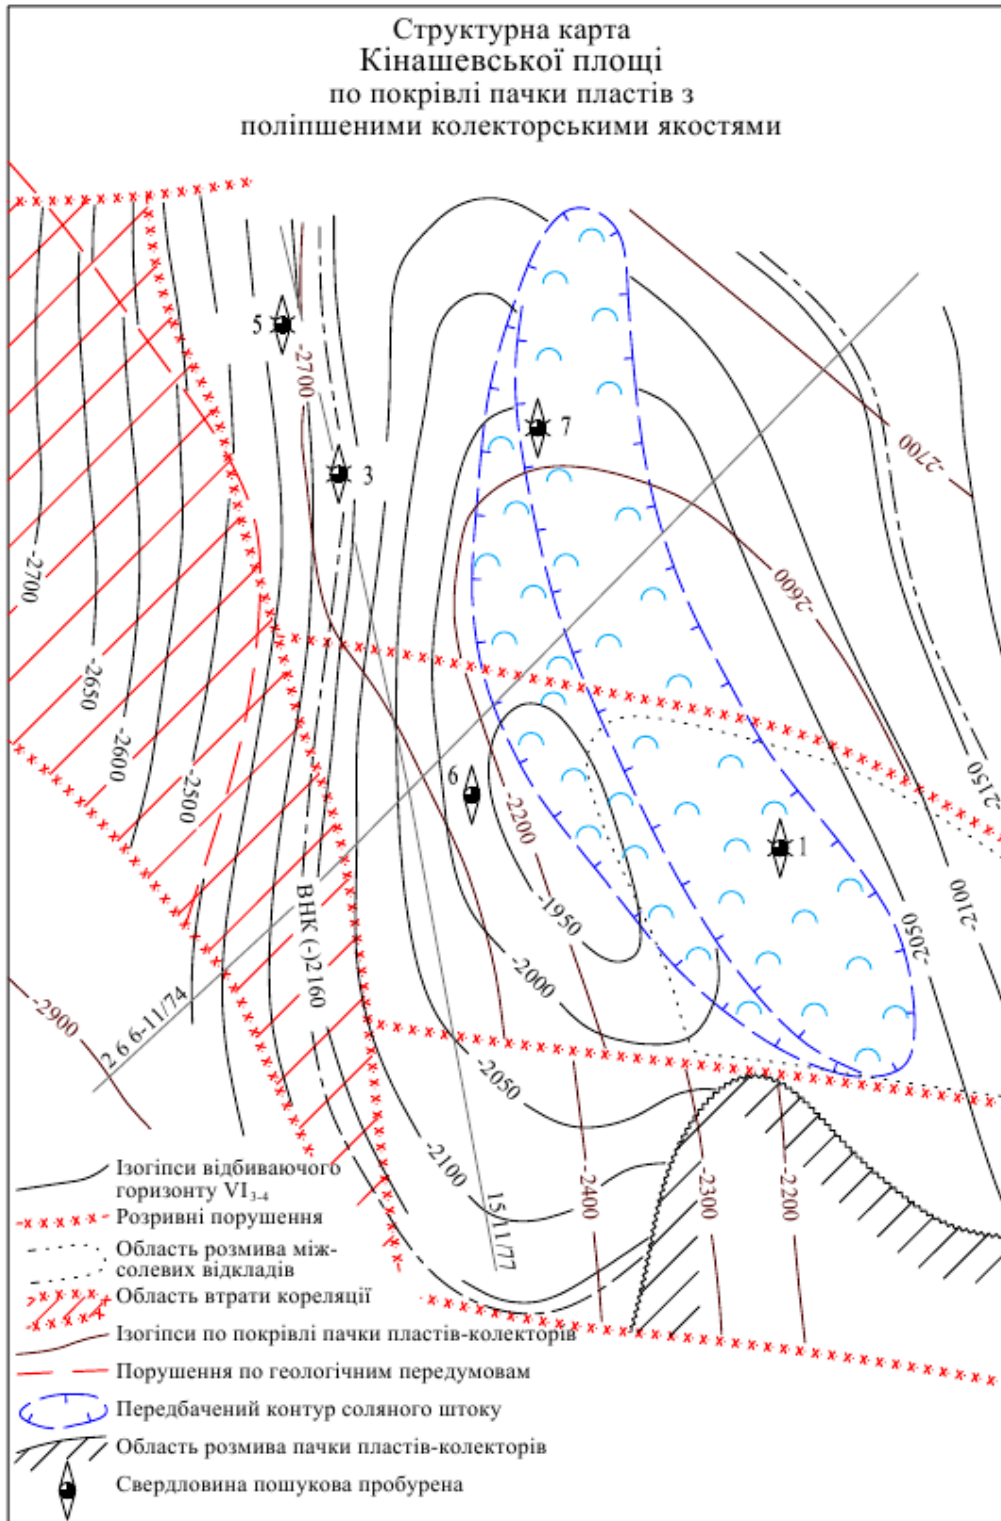 Структурна карта
Кінашевської площі
по покрівлі пачки пластів з
поліпшеними колекторськими якостями
5
-2700
3
7
-2700
-2600
-2700
-2650
-2600
-2500
6
-2200
1
-2150
-2100
-2050
-1950
-2000
ВНК (-)2160
-2900
2 6 6-11/74
-2050
-2100
15 11/77
-2400
-2300
-2200
Ізогіпси відбиваючого
горизонту VI3-4
Розривні порушення
Область розмива між-
солевих відкладів
Область втрати кореляції
Ізогіпси по покрівлі пачки пластів-колекторів
Порушення по геологічним передумовам
Передбачений контур соляного штоку
Область розмива пачки пластів-колекторів
Свердловина пошукова пробурена